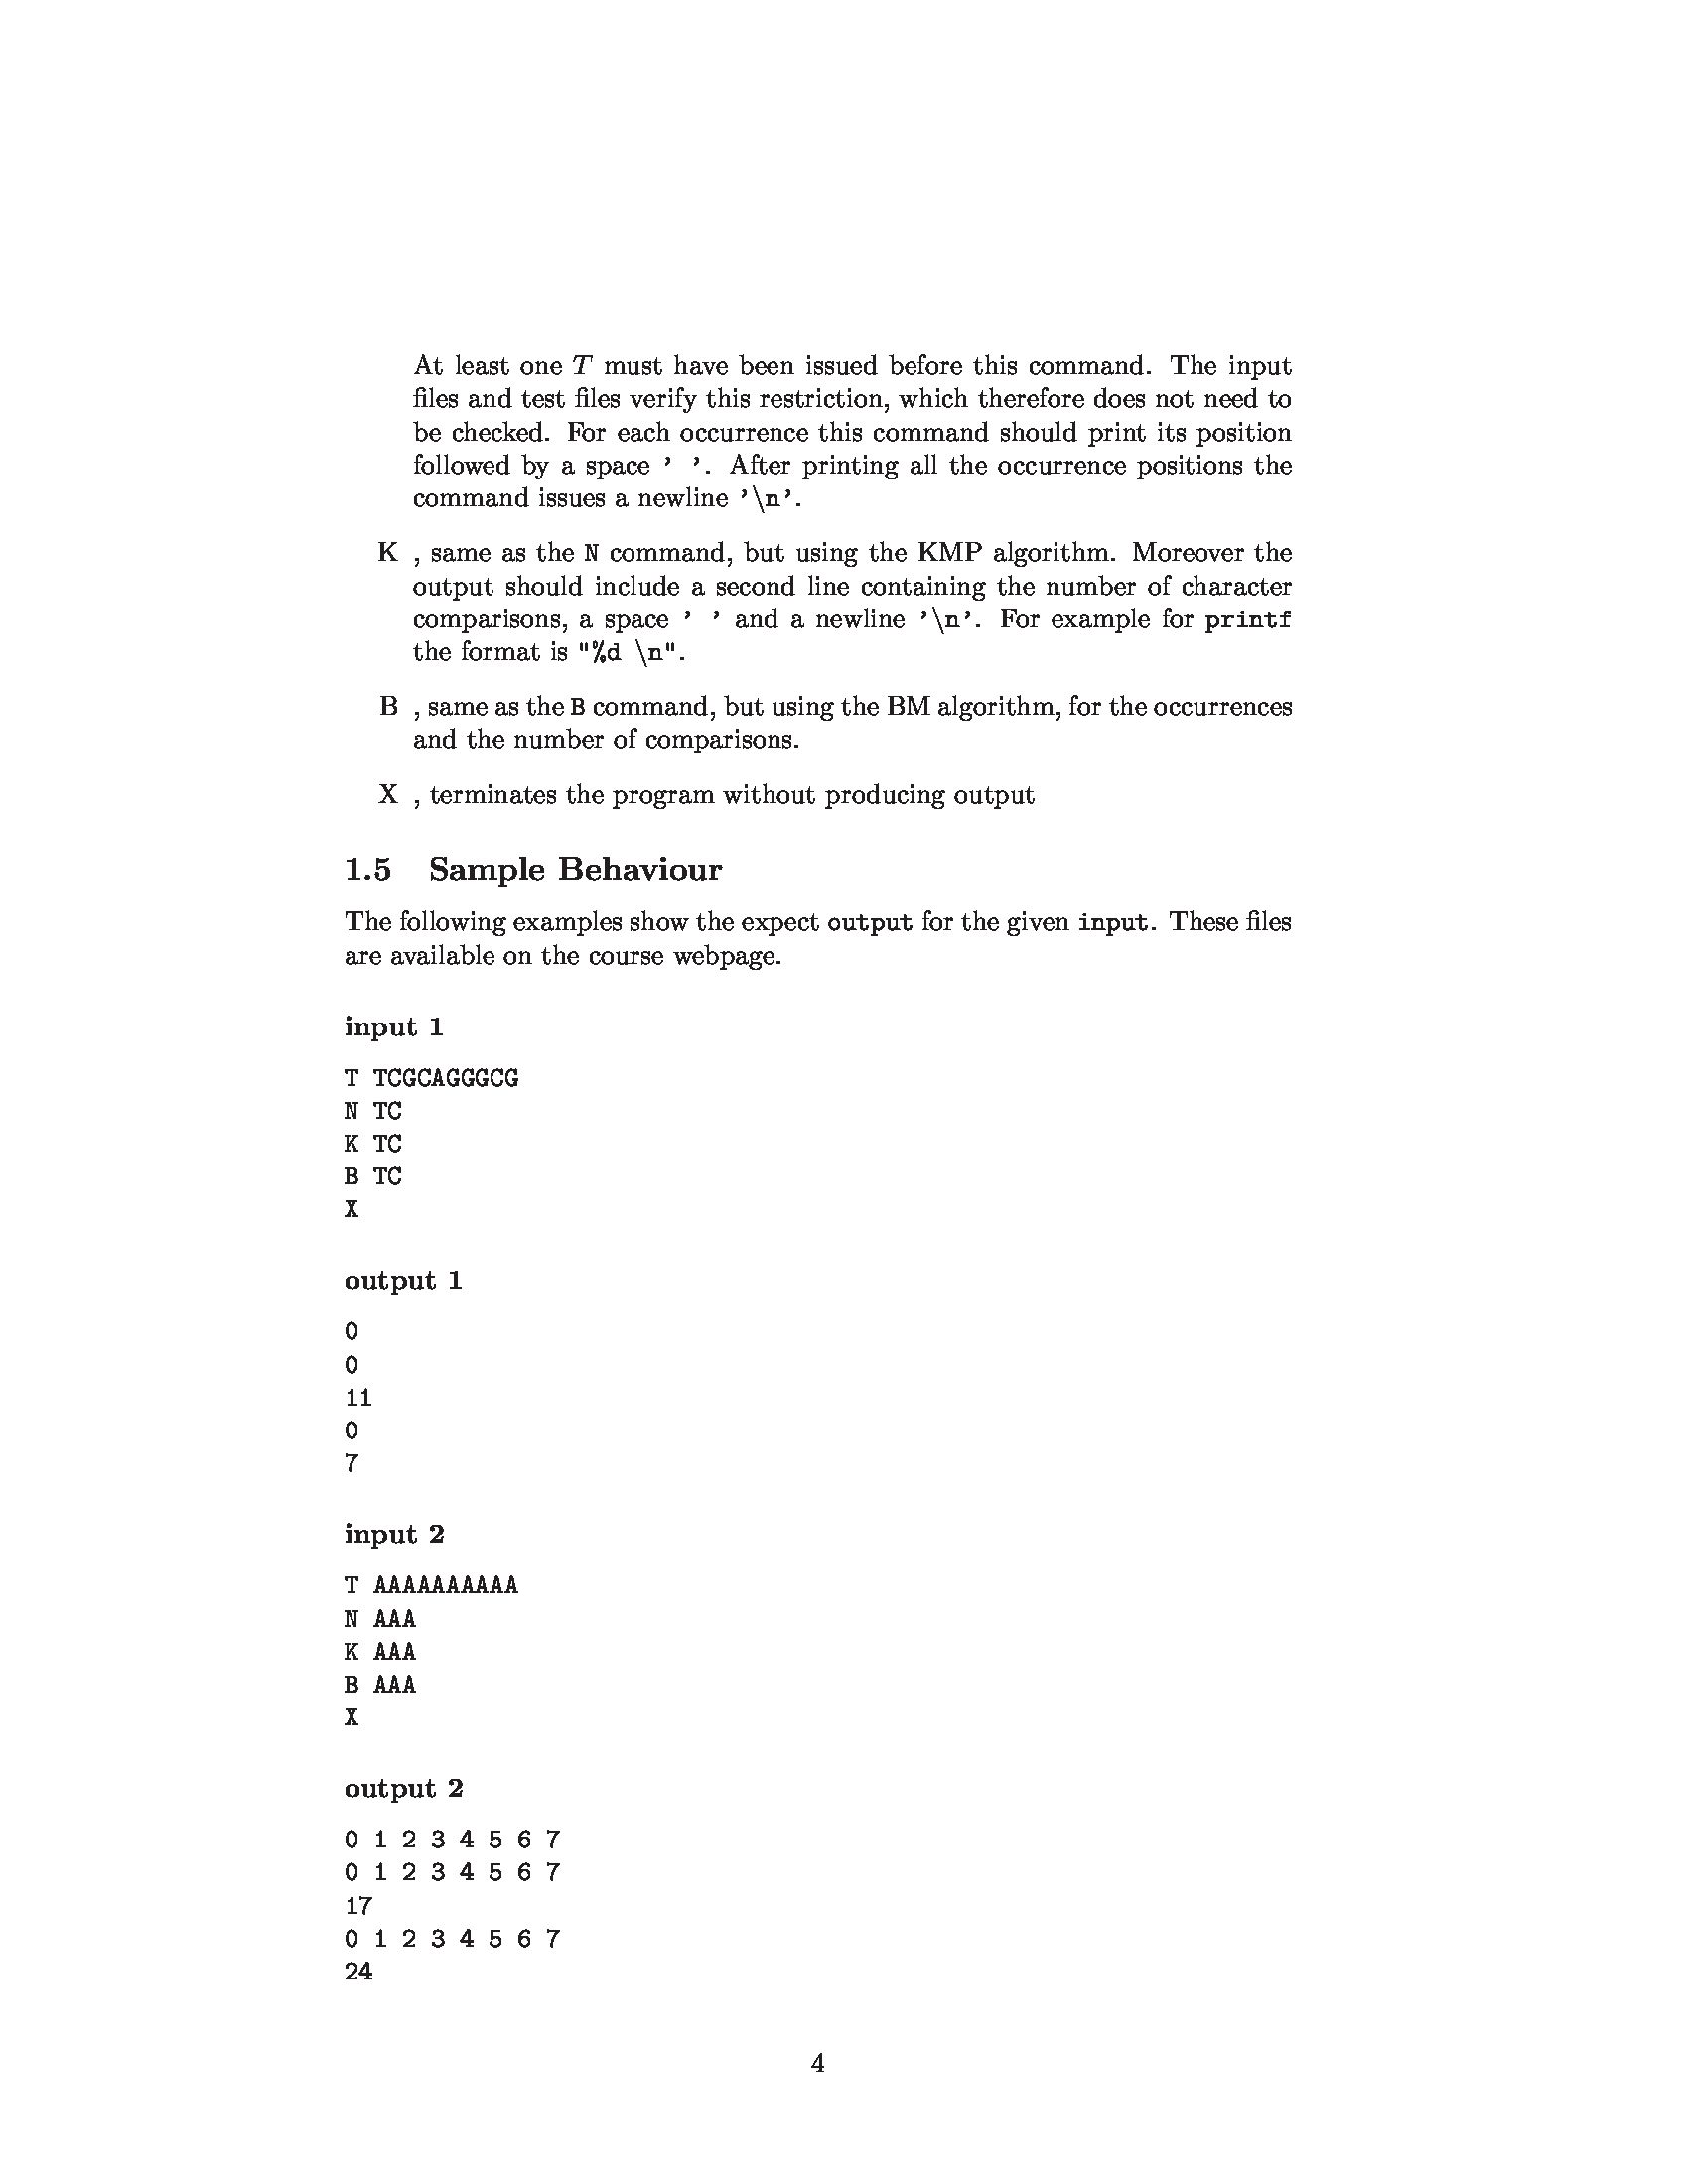 At least one T must have been issued before this command. The input
files and test files verify this restriction, which therefore does not need to
be checked. For each occurrence this command should print its position
followed by a space ’ ’. After printing all the occurrence positions the
command issues a newline ’\n’.
K , same as the N command, but using the KMP algorithm. Moreover the
output should include a second line containing the number of character
comparisons, a space ’ ’ and a newline ’\n’. For example for printf
the format is "%d \n".
B , same as the B command, but using the BM algorithm, for the occurrences
and the number of comparisons.
X , terminates the program without producing output
1.5 Sample Behaviour
The following examples show the expect output for the given input. These files
are available on the course webpage.
input 1
T TCGCAGGGCG
N TC
K TC
B TC
X
output 1
0
0
11
0
7
input 2
T AAAAAAAAAA
N AAA
K AAA
B AAA
X
output 2
0 1 2 3 4 5 6 7
0 1 2 3 4 5 6 7
17
0 1 2 3 4 5 6 7
24
4